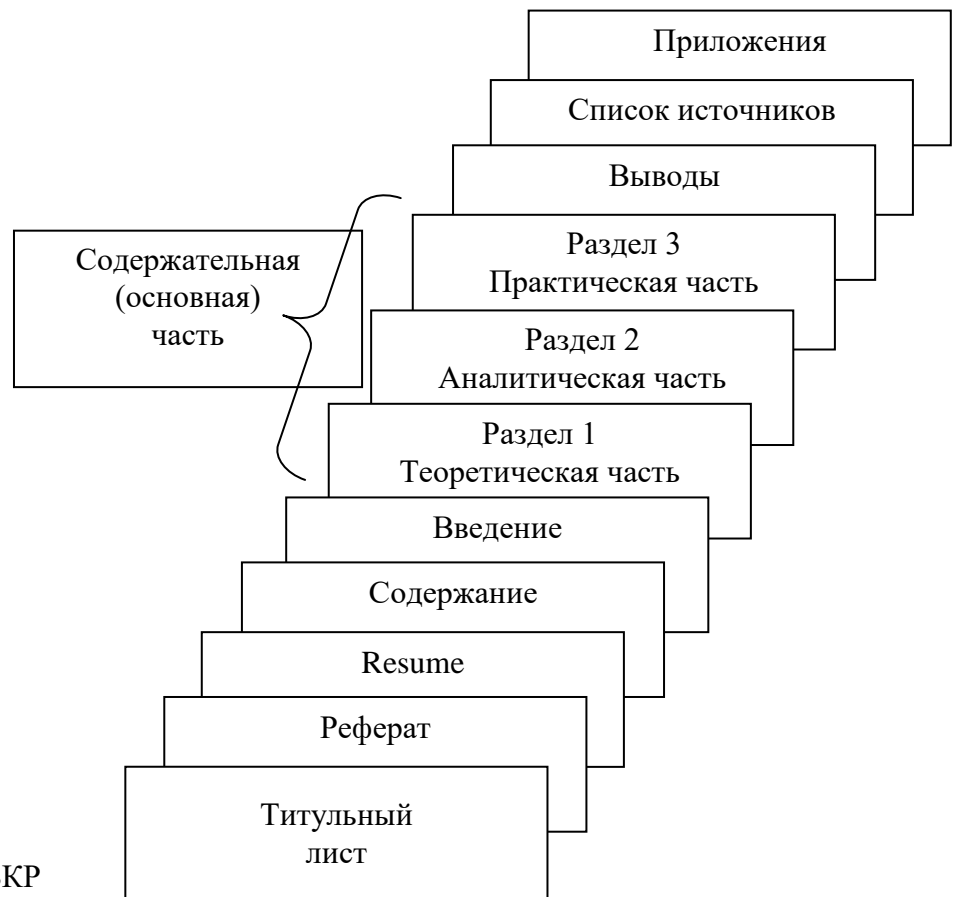 Приложения
Список источников
Выводы
Раздел 3
Практическая часть
Содержательная
(основная)
часть
Раздел 2
Аналитическая часть
Раздел 1
Теоретическая часть
Введение
Содержание
Resume
Реферат
Титульный
лист
КР